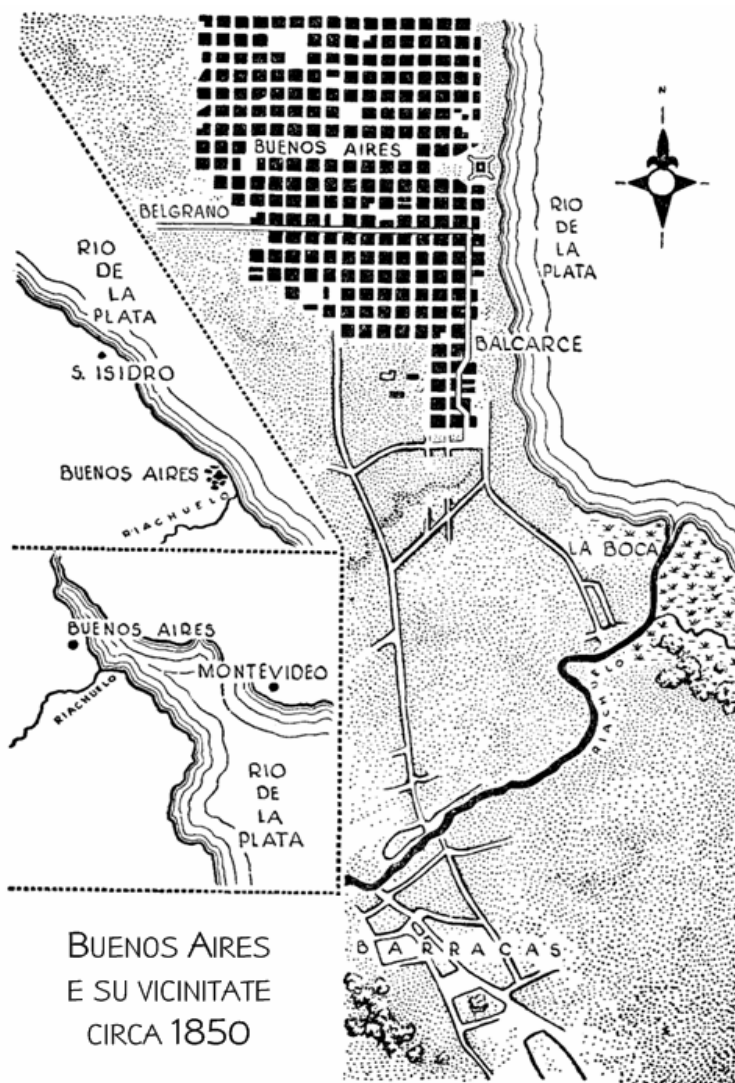 N
BUENOS AIRES
BELGRANO
RIO
DE
LA
PLATA
BALCARCE
RIO
DE
LA
PLATA
S. ISIDRO
BUENOS AIRES
RIACHUELO
LA BOCA
BUENOS AIRES
MONTEVIDEO
RIACHUELO
RIO
DE
LA
PLATA
RIACHUELO
BARRACAS
BUENOS AIRES
E SU VICINITATE
CIRCA 1850